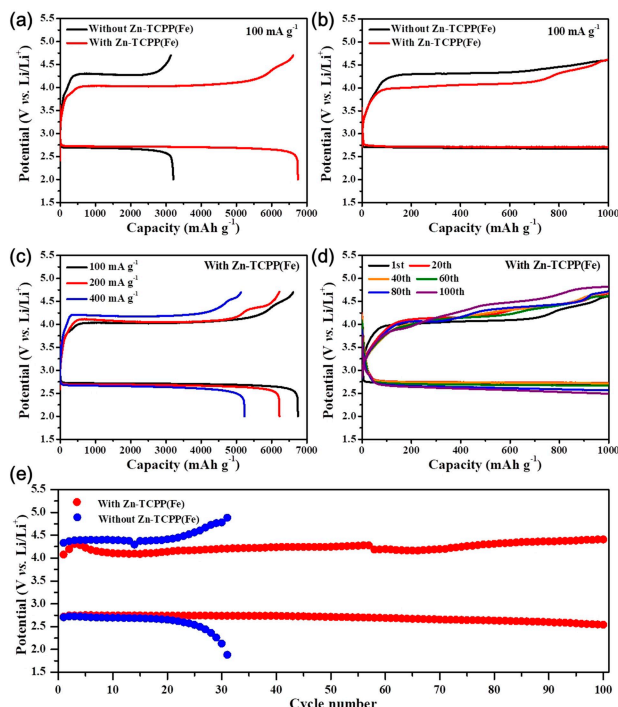 (a)
Without Zn-TCPP(Fe) 100 mA g⁻¹
With Zn-TCPP(Fe)
5.0
4.5
4.0
3.5
3.0
2.5
2.0
1.5
Potential (V vs. Li/Li⁺)
0 1000 2000 3000 4000 5000 6000 7000
Capacity (mAh g⁻¹)
(b)
Without Zn-TCPP(Fe) 100 mA g⁻¹
With Zn-TCPP(Fe)
5.0
4.5
4.0
3.5
3.0
2.5
2.0
1.5
Potential (V vs. Li/Li⁺)
0 200 400 600 800 1000
Capacity (mAh g⁻¹)
(c)
100 mA g⁻¹ With Zn-TCPP(Fe)
200 mA g⁻¹
400 mA g⁻¹
5.5
5.0
4.5
4.0
3.5
3.0
2.5
2.0
1.5
Potential (V vs. Li/Li⁺)
0 1000 2000 3000 4000 5000 6000 7000
Capacity (mAh g⁻¹)
(d)
1st 20th With Zn-TCPP(Fe)
40th 60th
80th 100th
5.5
5.0
4.5
4.0
3.5
3.0
2.5
2.0
1.5
Potential (V vs. Li/Li⁺)
0 200 400 600 800 1000
Capacity (mAh g⁻¹)
(e)
With Zn-TCPP(Fe)
Without Zn-TCPP(Fe)
5.5
5.0
4.5
4.0
3.5
3.0
2.5
2.0
1.5
Potential (V vs. Li/Li⁺)
0 10 20 30 40 50 60 70 80 90 100
Cycle number